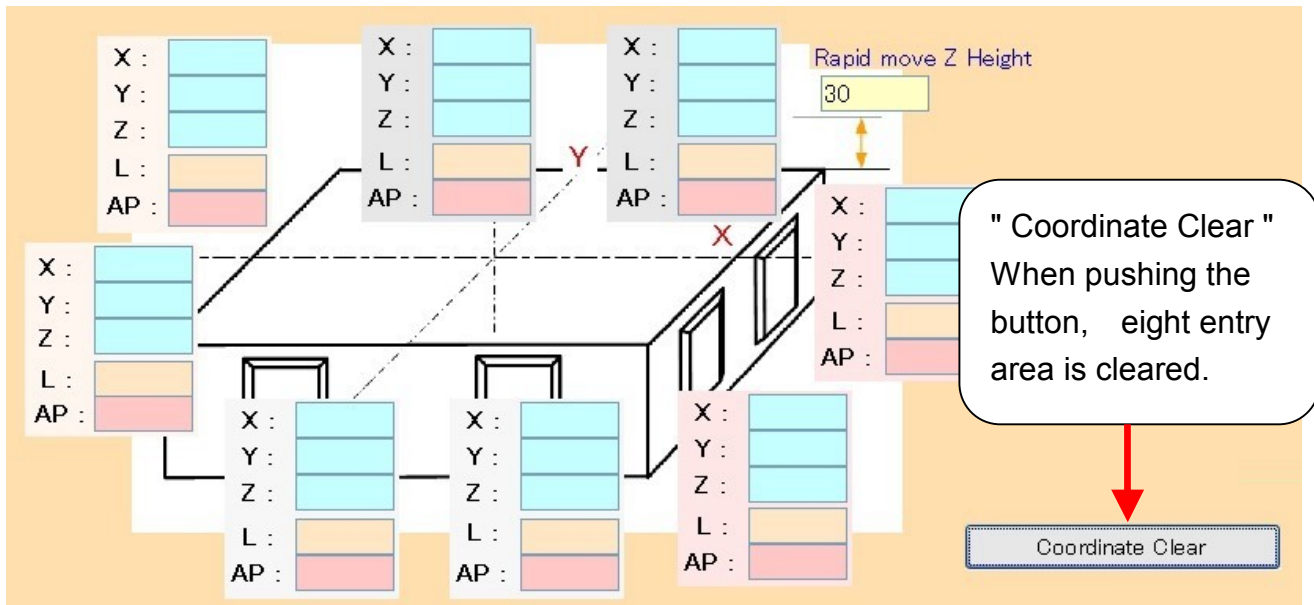 X :
Y :
Z :
L :
AP :
X :
Y :
Z :
L :
AP :
X :
Y :
Z :
L :
AP :
Rapid move Z Height
30
Y
X
X :
Y :
Z :
L :
AP :
X :
Y :
Z :
L :
AP :
X :
Y :
Z :
L :
AP :
X :
Y :
Z :
L :
AP :
X :
Y :
Z :
L :
AP :
" Coordinate Clear "
When pushing the
button, eight entry
area is cleared.
Coordinate Clear